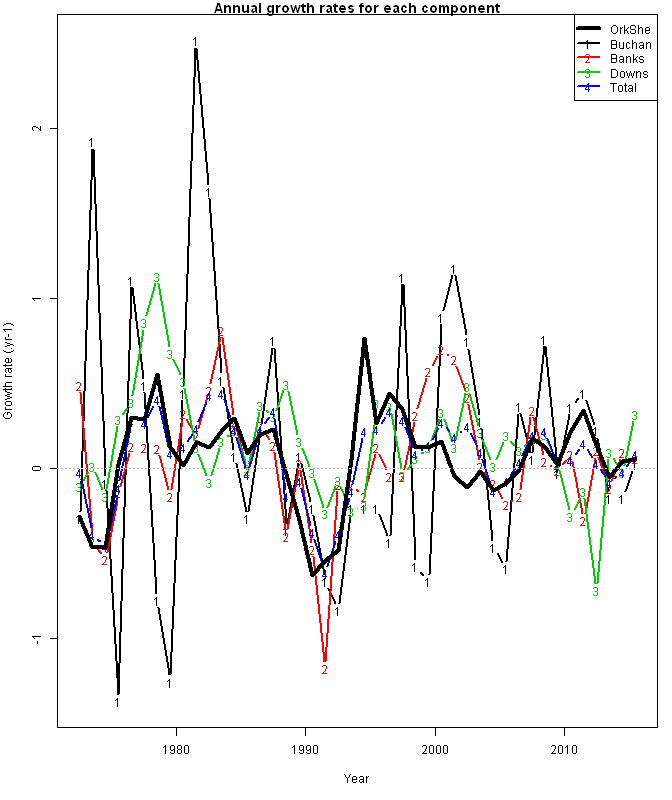 Annual growth rates for each component
OrkShe
1 Buchan
2 Banks
3 Downs
4 Total
Growth rate (.yr-1)
2
1
0
-1
1980
1990
2000
2010
Year